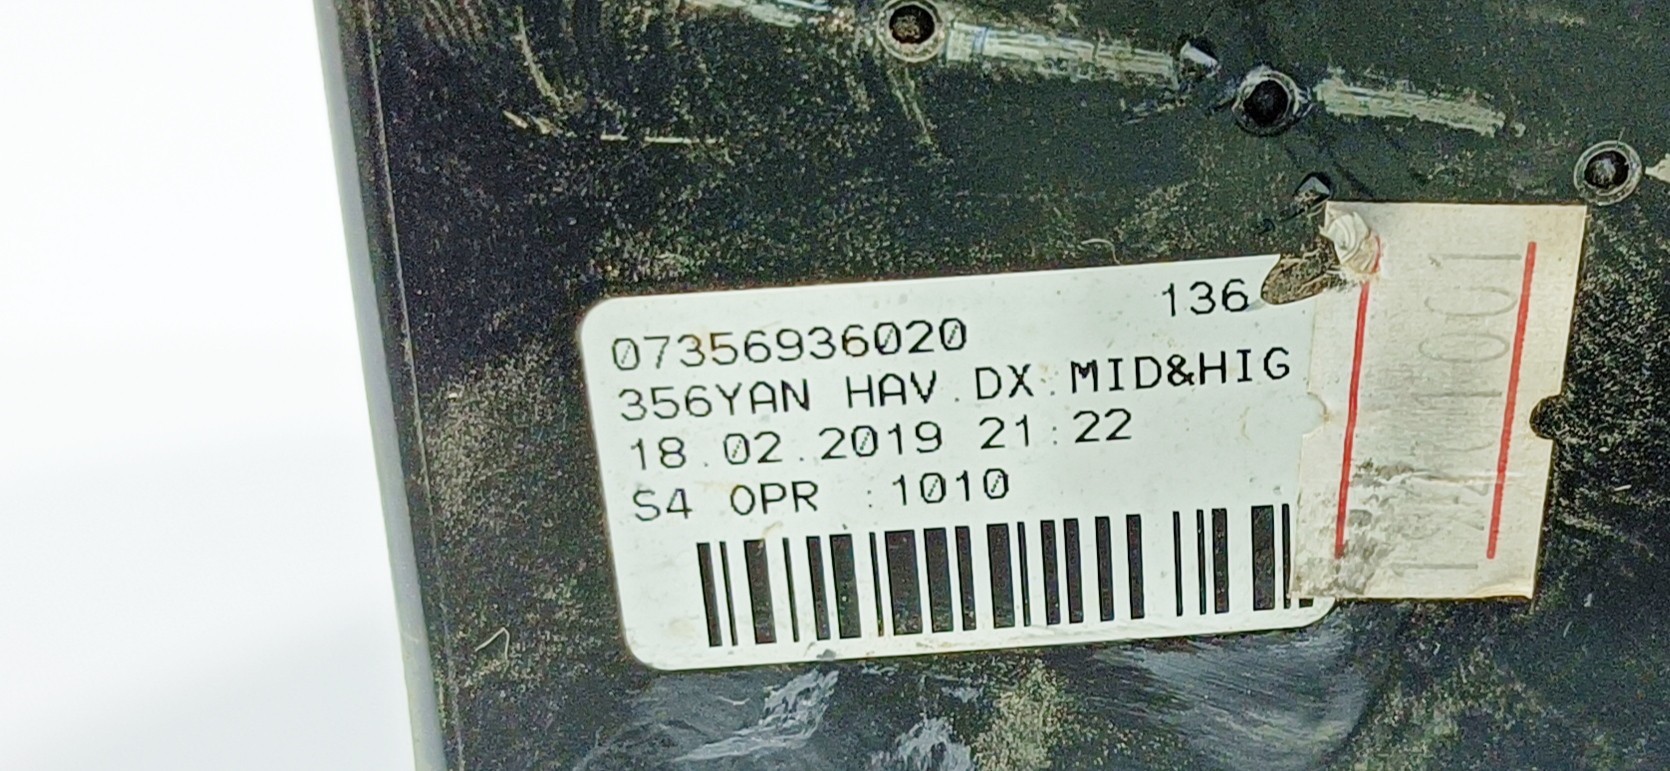 136
07356936020
356YAN HAV.DX.MID&HIG
18.02.2019 21:22
S4 OPR :1010